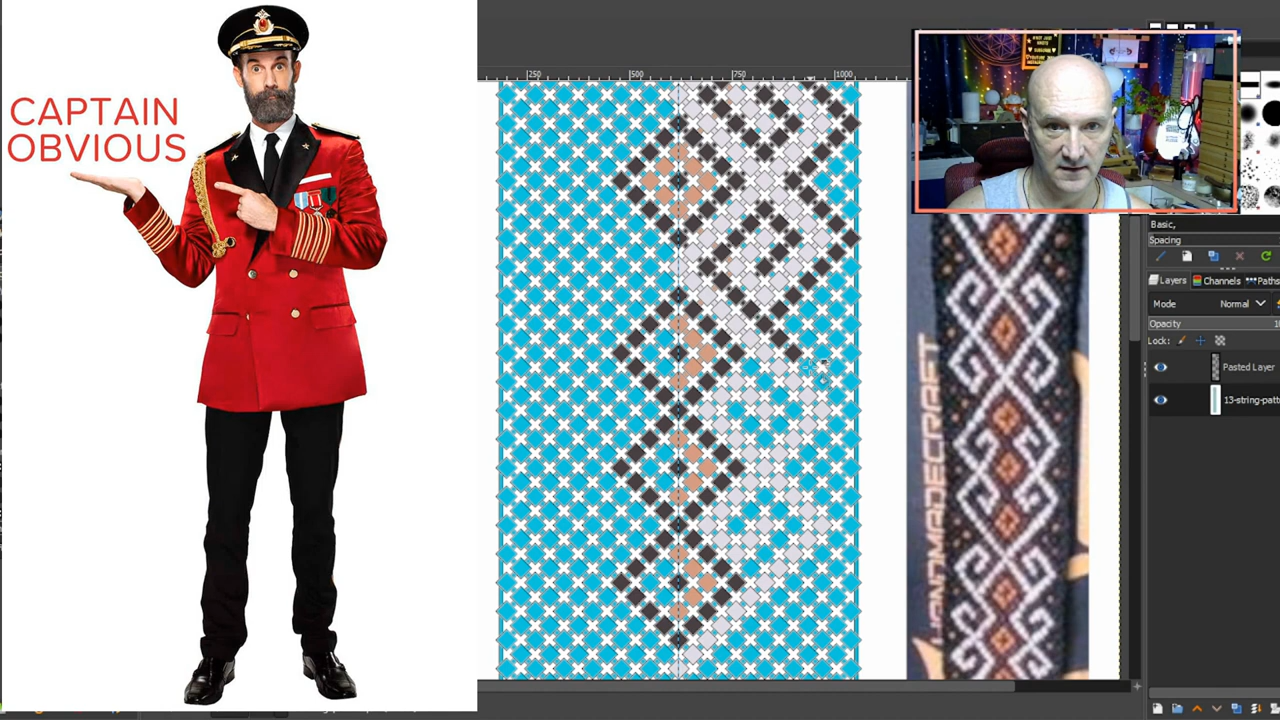 CAPTAIN
OBVIOUS
250
500
750
1000
Basic,
Spacing
Layers
Channels
Paths
Mode
Normal
Opacity
Lock:
Pasted Layer
13-string-patt
HANDMADECRAFT